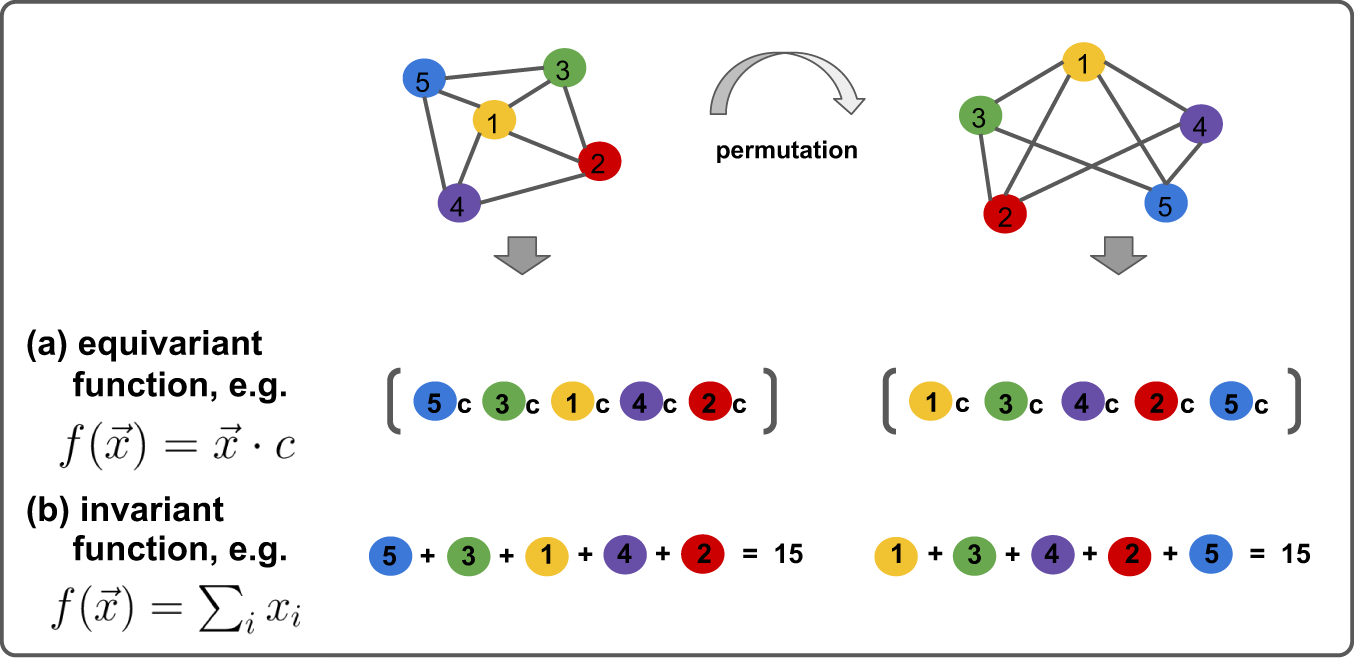 5 3 1 2 4
permutation
1 3 4 2 5
(a) equivariant
function, e.g.
f(x⃗) = x⃗ · c
5c 3c 1c 4c 2c
1c 3c 4c 2c 5c
(b) invariant
function, e.g.
f(x⃗) = ∑ᵢ xᵢ
5 + 3 + 1 + 4 + 2 = 15
1 + 3 + 4 + 2 + 5 = 15